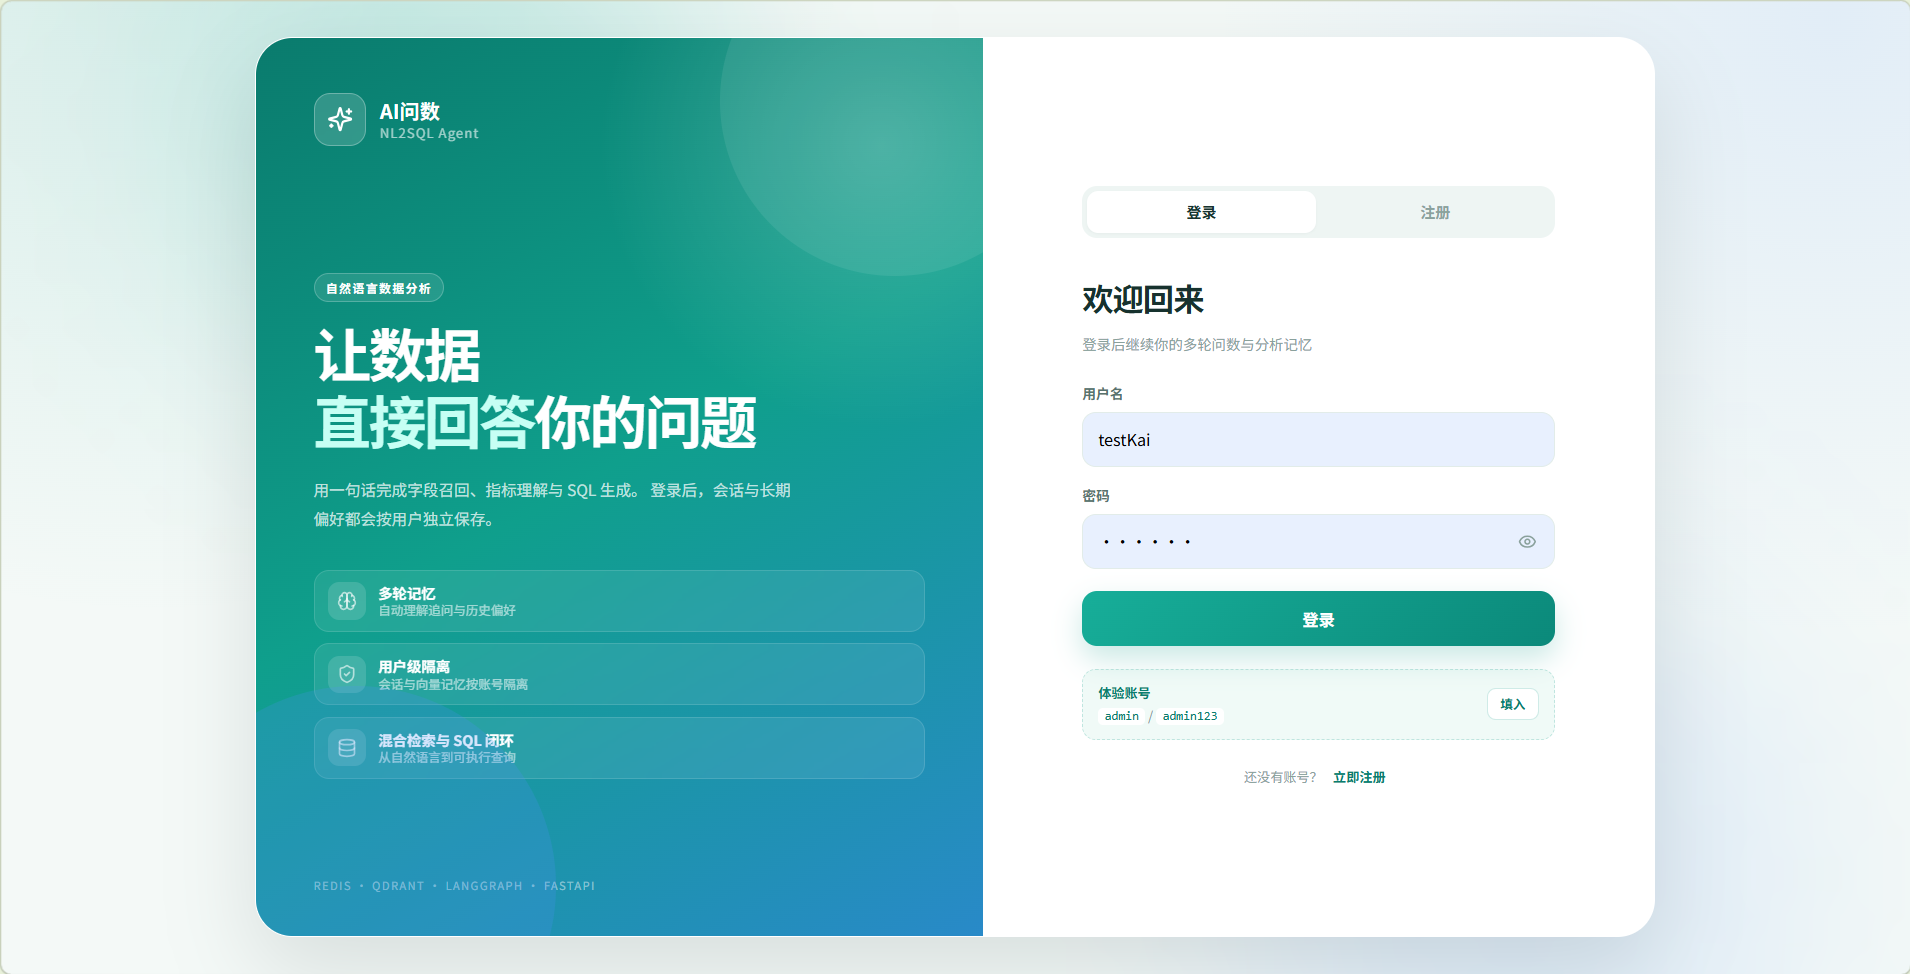 AI问数
NL2SQL Agent
自然语言数据分析
让数据
直接回答你的问题
用一句话完成字段召回、指标理解与 SQL 生成。 登录后，会话与长期
偏好都会按用户独立保存。
多轮记忆
自动理解追问与历史偏好
用户级隔离
会话与向量记忆按账号隔离
混合检索与 SQL 闭环
从自然语言到可执行查询
REDIS • QDRANT • LANGGRAPH • FASTAPI
登录 注册
欢迎回来
登录后继续你的多轮问数与分析记忆
用户名
testKai
密码
••••••
登录
体验账号
admin / admin123
填入
还没有账号？ 立即注册